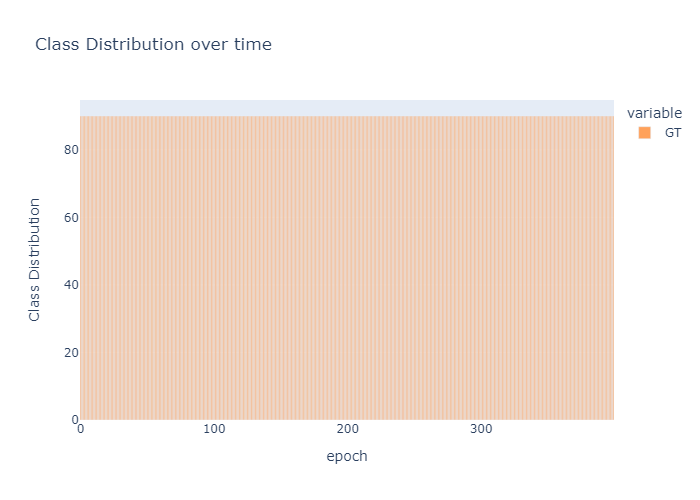 Class Distribution over time
variable
GT
Class Distribution
80
60
40
20
0
0
100
200
300
epoch